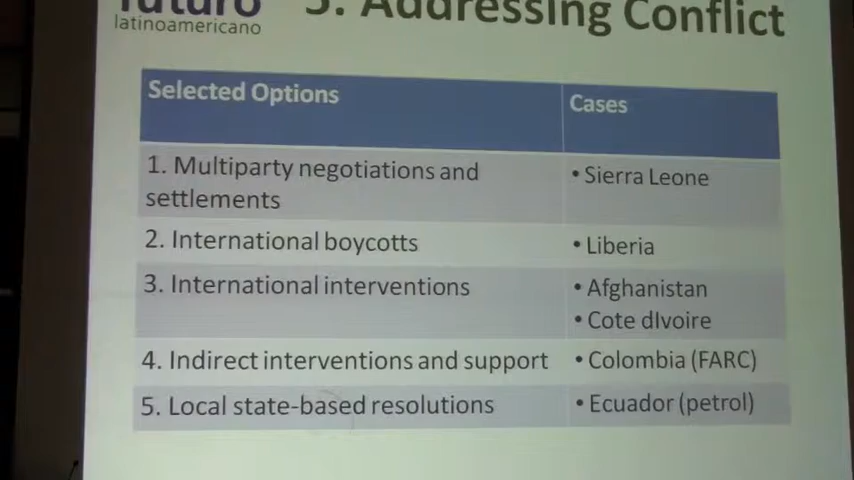 futuro
latinoamericano
5. Addressing Conflict
Selected Options
Cases
1. Multiparty negotiations and
settlements
• Sierra Leone
2. International boycotts
• Liberia
3. International interventions
• Afghanistan
• Cote dIvoire
4. Indirect interventions and support
• Colombia (FARC)
5. Local state-based resolutions
• Ecuador (petrol)